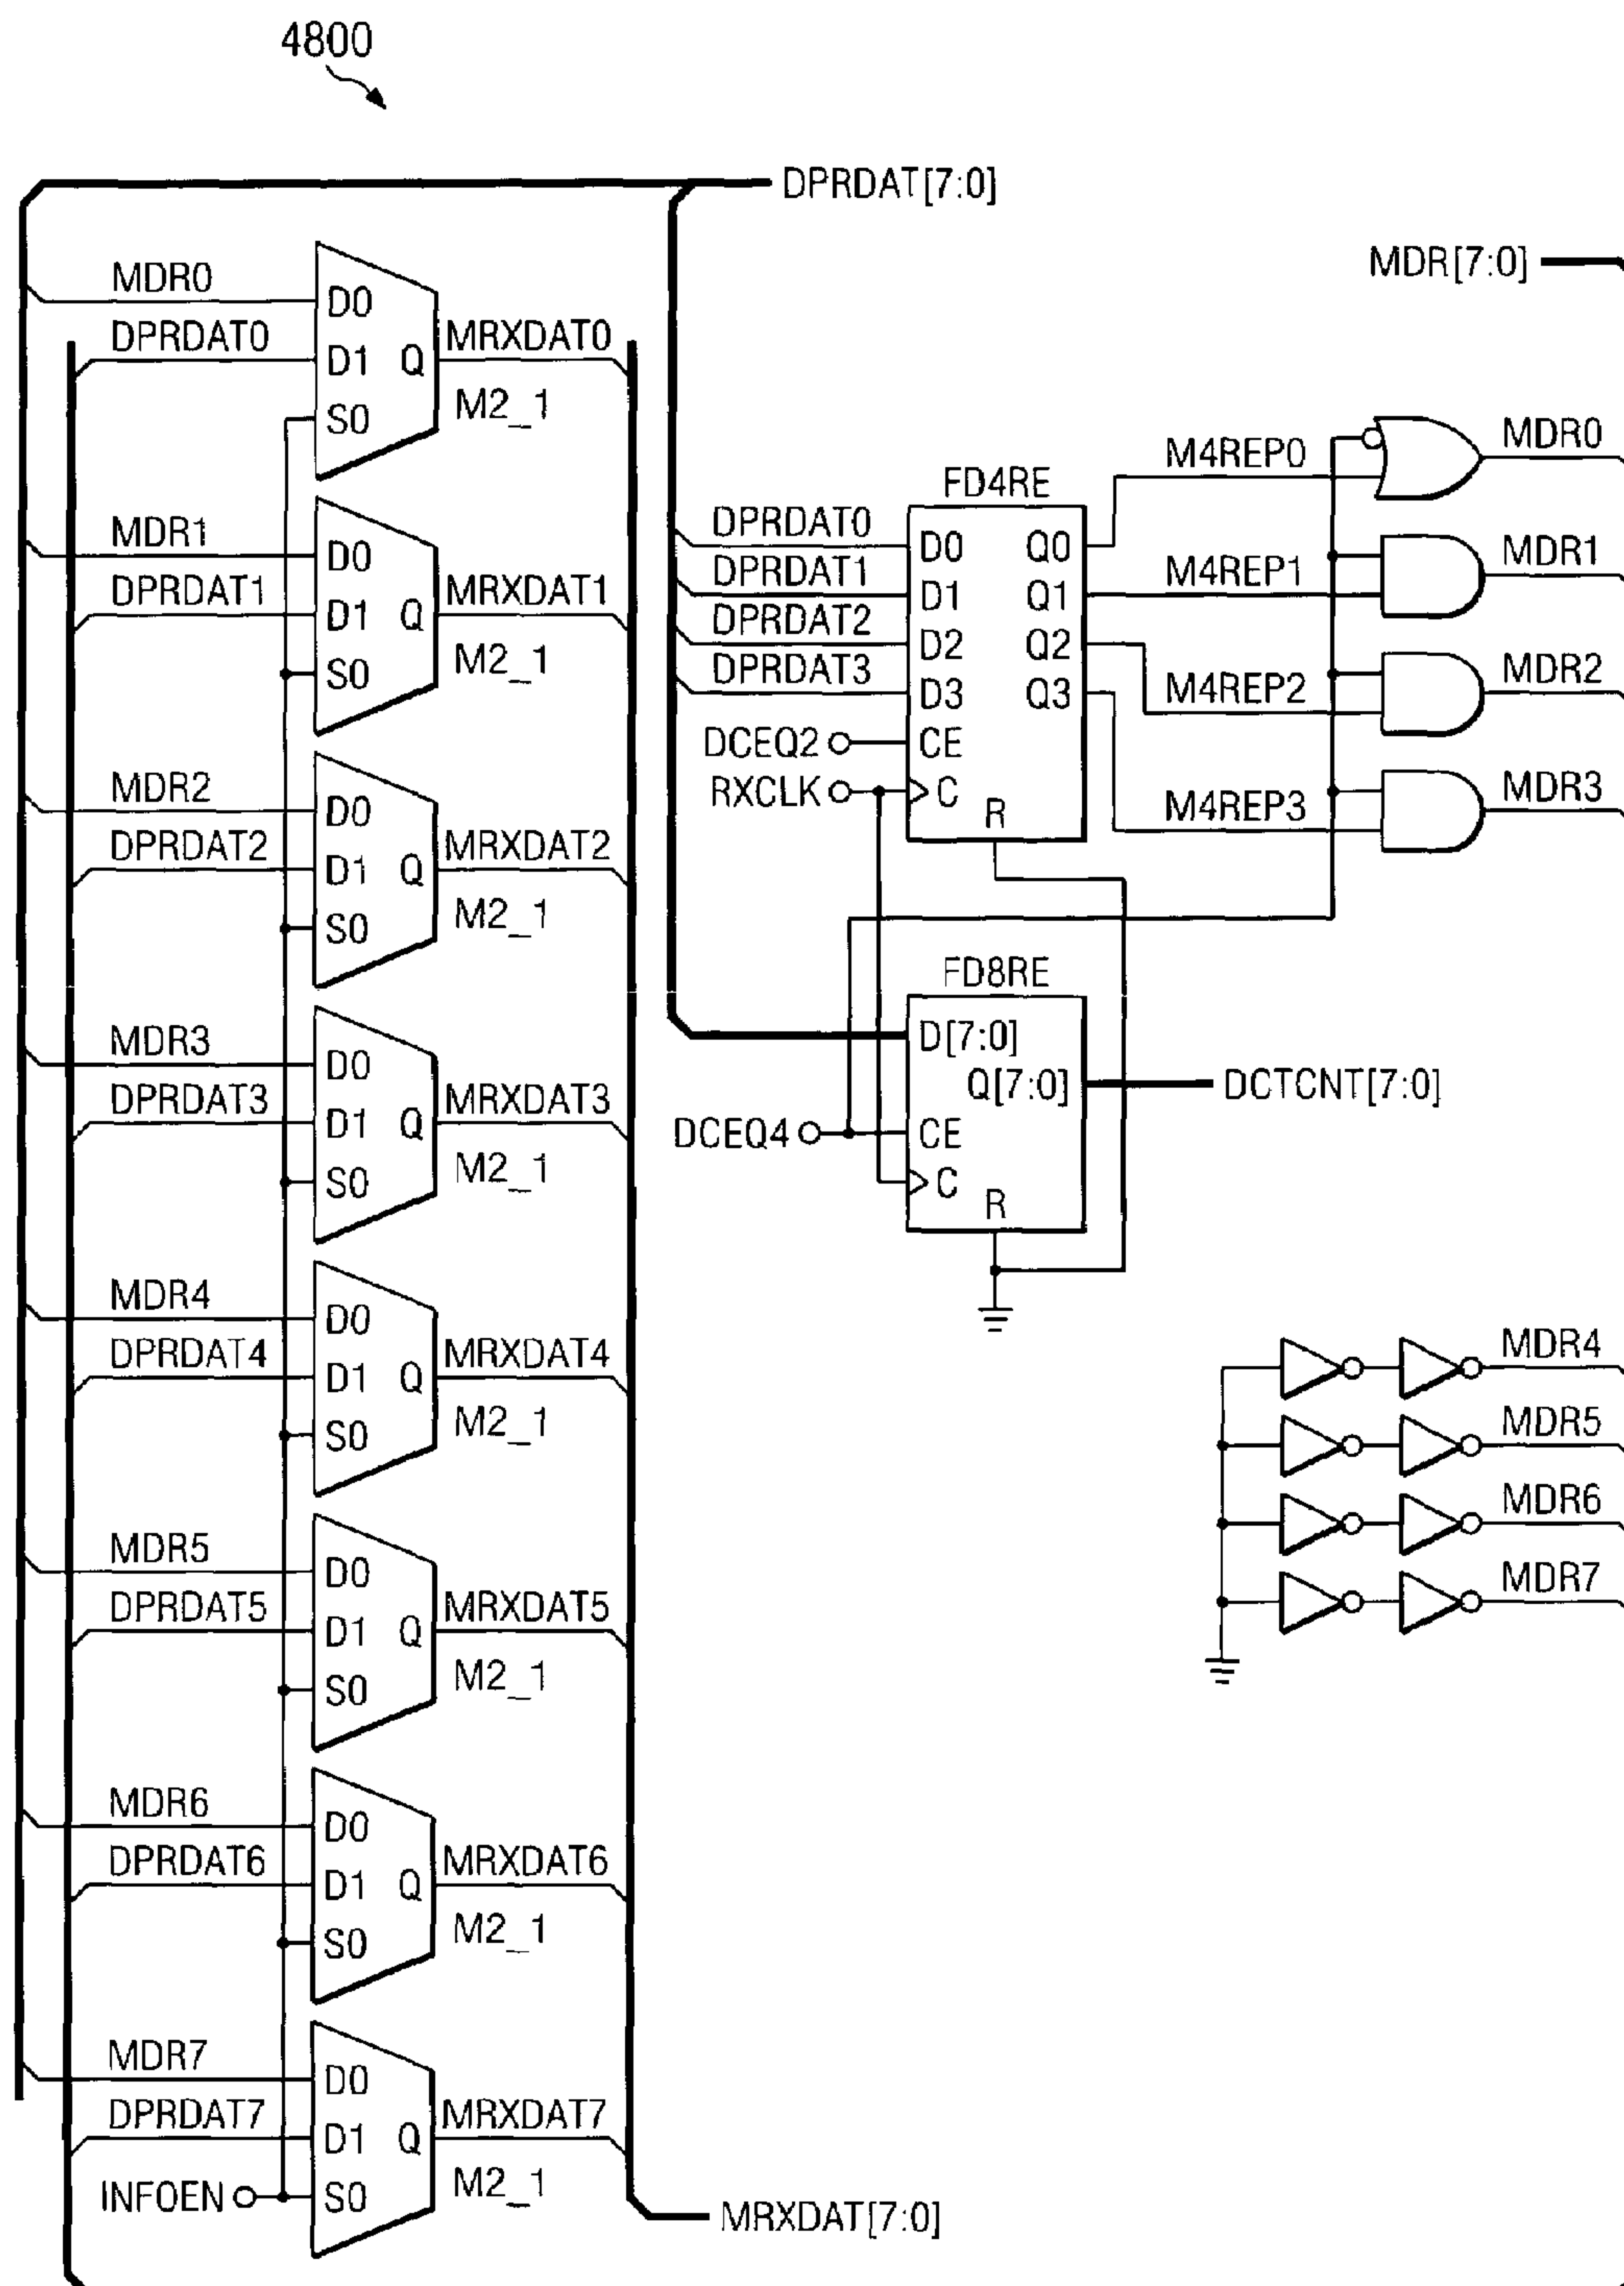 4800
DPRDAT[7:0]
MDR[7:0]
MDR0
D0
DPRDAT0
D1
Q
MRXDAT0
S0
M2_1
MDR1
D0
DPRDAT1
D1
Q
MRXDAT1
S0
M2_1
MDR2
D0
DPRDAT2
D1
Q
MRXDAT2
S0
M2_1
MDR3
D0
DPRDAT3
D1
Q
MRXDAT3
S0
M2_1
MDR4
D0
DPRDAT4
D1
Q
MRXDAT4
S0
M2_1
MDR5
D0
DPRDAT5
D1
Q
MRXDAT5
S0
M2_1
MDR6
D0
DPRDAT6
D1
Q
MRXDAT6
S0
M2_1
MDR7
D0
DPRDAT7
D1
Q
MRXDAT7
INFOEN
S0
M2_1
MRXDAT[7:0]
FD4RE
DPRDAT0
D0
Q0
DPRDAT1
D1
Q1
DPRDAT2
D2
Q2
DPRDAT3
D3
Q3
DCEQ2
CE
RXCLK
C
R
M4REP0
MDR0
M4REP1
MDR1
M4REP2
MDR2
M4REP3
MDR3
FD8RE
D[7:0]
Q[7:0]
DCTCNT[7:0]
DCEQ4
CE
C
R
MDR4
MDR5
MDR6
MDR7